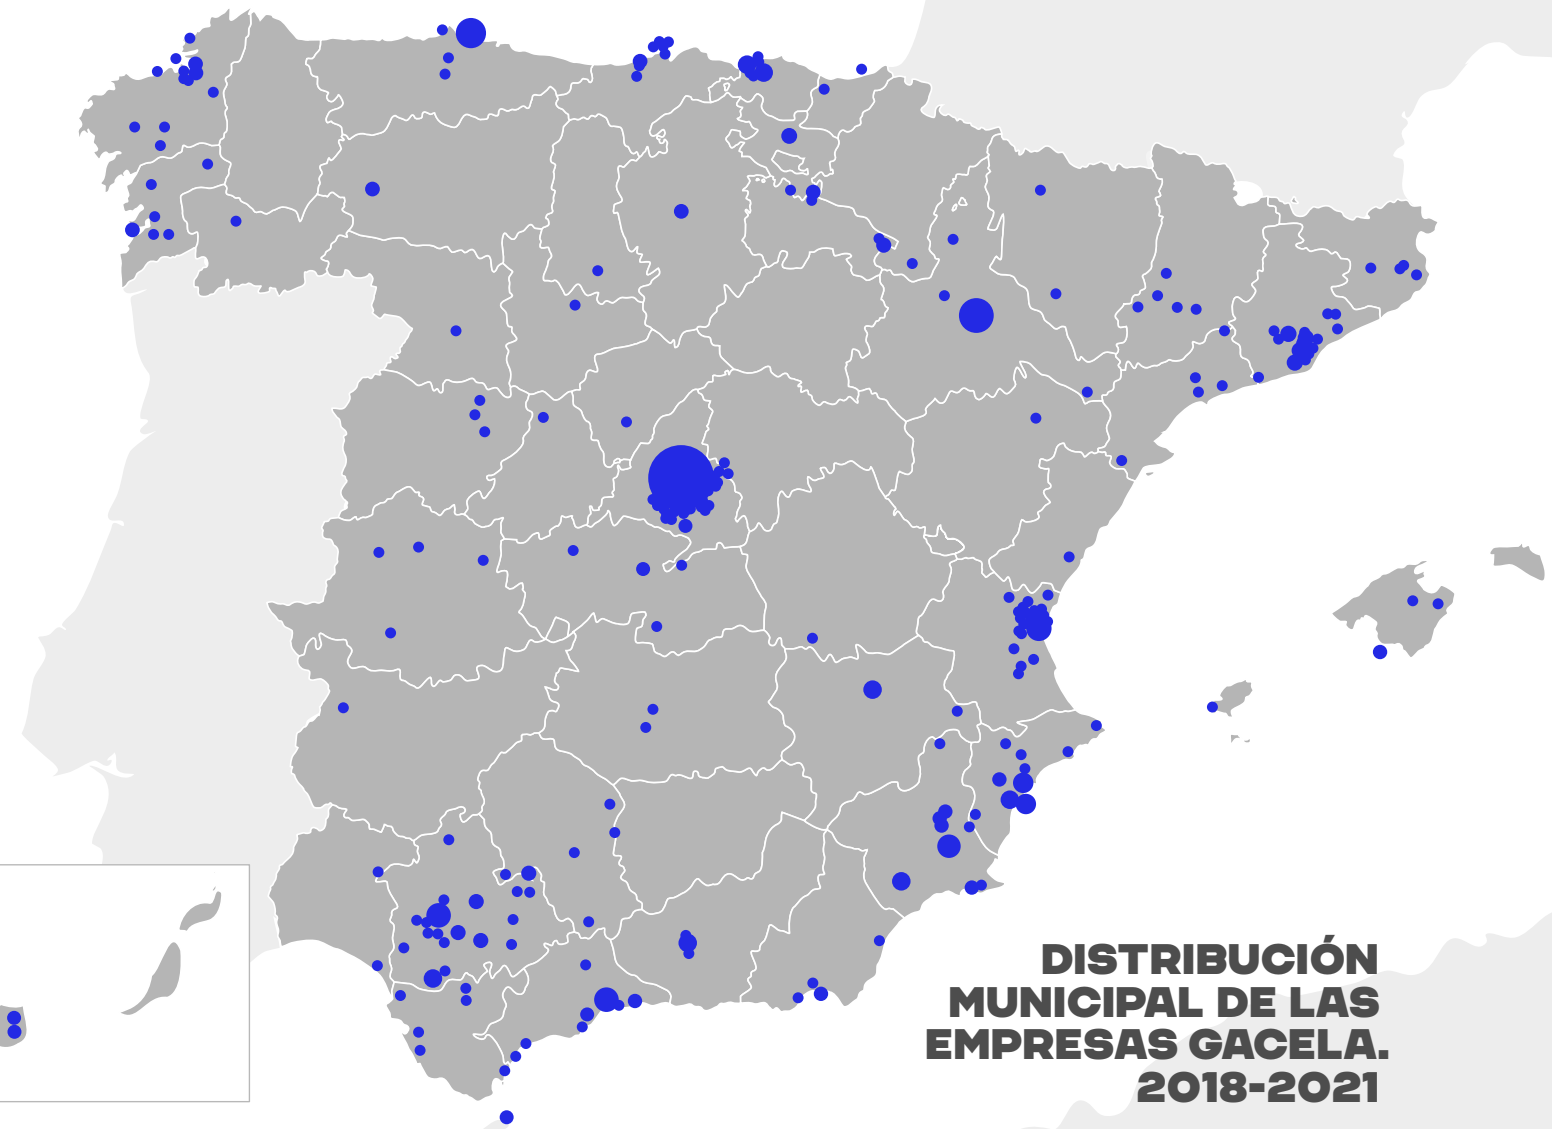 DISTRIBUCIÓN
MUNICIPAL DE LAS
EMPRESAS GACELA.
2018-2021